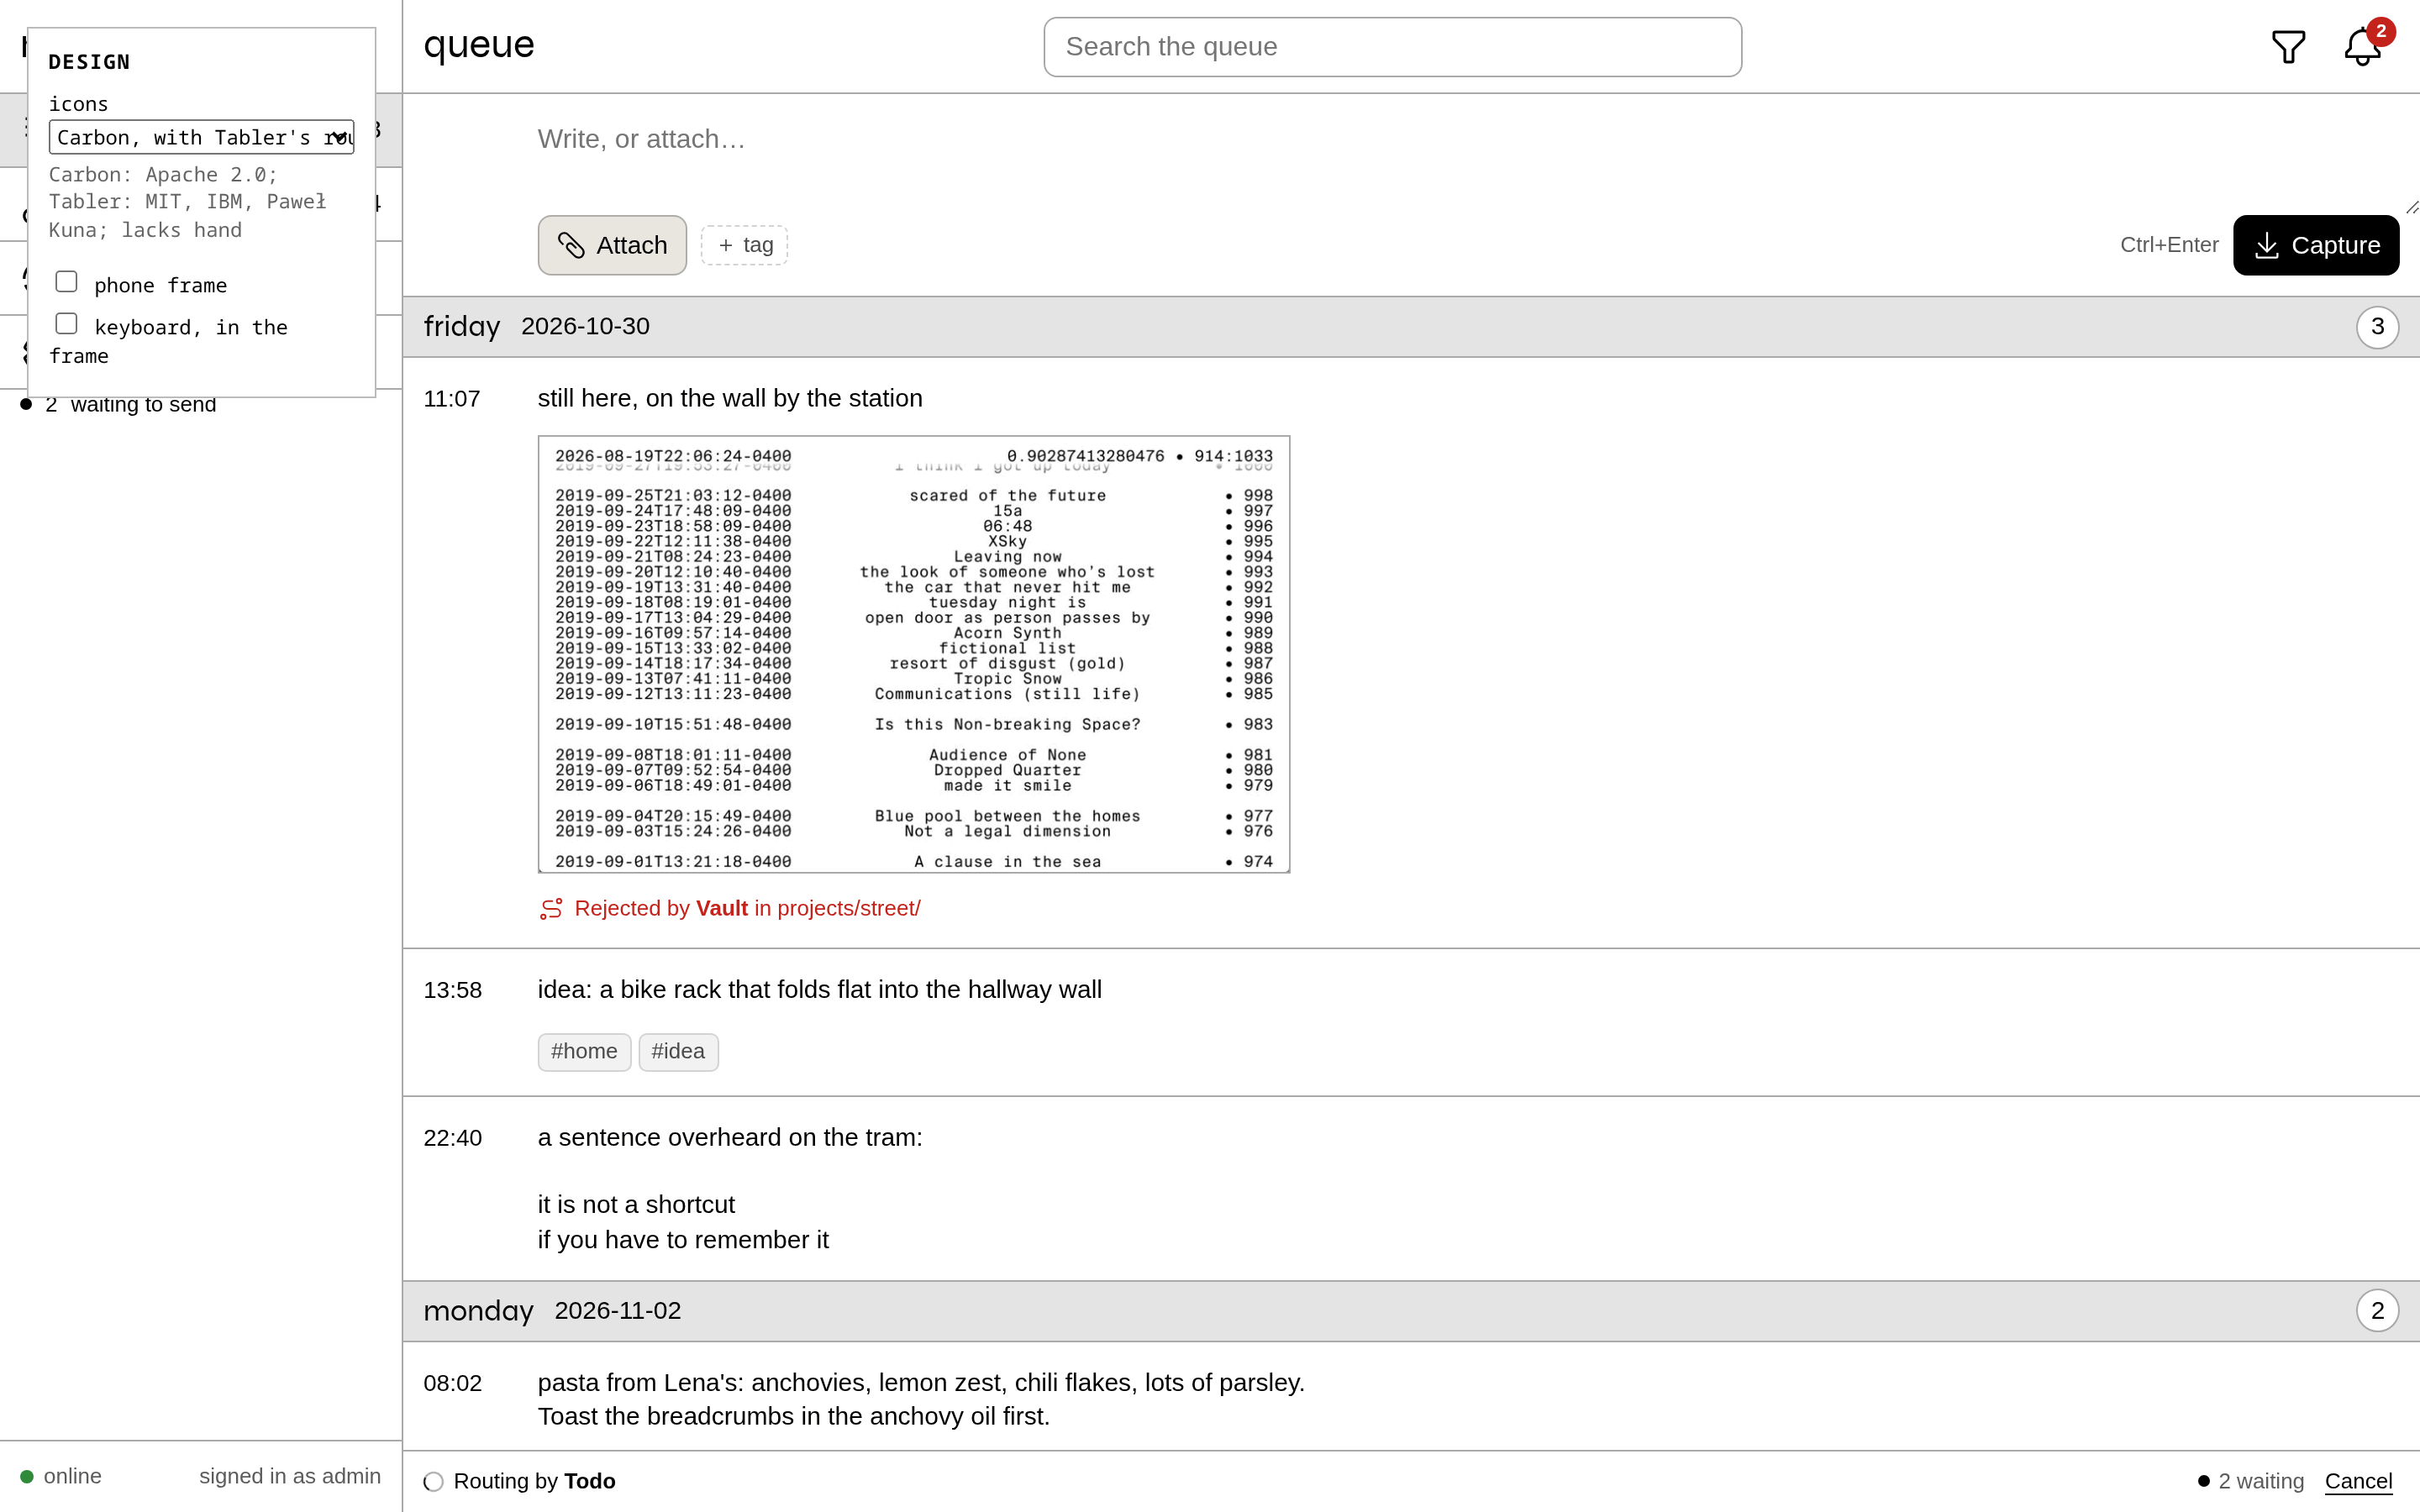 DESIGN
icons
Carbon, with Tabler's rou
Carbon: Apache 2.0;
Tabler: MIT, IBM, Paweł
Kuna; lacks hand
phone frame
keyboard, in the
frame
2 waiting to send
online
signed in as admin
queue
Search the queue
2
Write, or attach…
Attach
+ tag
Ctrl+Enter
Capture
friday 2026-10-30 3
11:07 still here, on the wall by the station
2026-08-19T22:06:24-0400 0.90287413280476 • 914:1033
2019-09-27T19:53:27-0400 i think i got up today • 1000
2019-09-25T21:03:12-0400 scared of the future • 998
2019-09-24T17:48:09-0400 15a • 997
2019-09-23T18:58:09-0400 06:48 • 996
2019-09-22T12:11:38-0400 XSky • 995
2019-09-21T08:24:23-0400 Leaving now • 994
2019-09-20T12:10:40-0400 the look of someone who's lost • 993
2019-09-19T13:31:40-0400 the car that never hit me • 992
2019-09-18T08:19:01-0400 tuesday night is • 991
2019-09-17T13:04:29-0400 open door as person passes by • 990
2019-09-16T09:57:14-0400 Acorn Synth • 989
2019-09-15T13:33:02-0400 fictional list • 988
2019-09-14T18:17:34-0400 resort of disgust (gold) • 987
2019-09-13T07:41:11-0400 Tropic Snow • 986
2019-09-12T13:11:23-0400 Communications (still life) • 985
2019-09-10T15:51:48-0400 Is this Non-breaking Space? • 983
2019-09-08T18:01:11-0400 Audience of None • 981
2019-09-07T09:52:54-0400 Dropped Quarter • 980
2019-09-06T18:49:01-0400 made it smile • 979
2019-09-04T20:15:49-0400 Blue pool between the homes • 977
2019-09-03T15:24:26-0400 Not a legal dimension • 976
2019-09-01T13:21:18-0400 A clause in the sea • 974
Rejected by Vault in projects/street/
13:58 idea: a bike rack that folds flat into the hallway wall
#home #idea
22:40 a sentence overheard on the tram:
it is not a shortcut
if you have to remember it
monday 2026-11-02 2
08:02 pasta from Lena's: anchovies, lemon zest, chili flakes, lots of parsley.
Toast the breadcrumbs in the anchovy oil first.
Routing by Todo
2 waiting Cancel